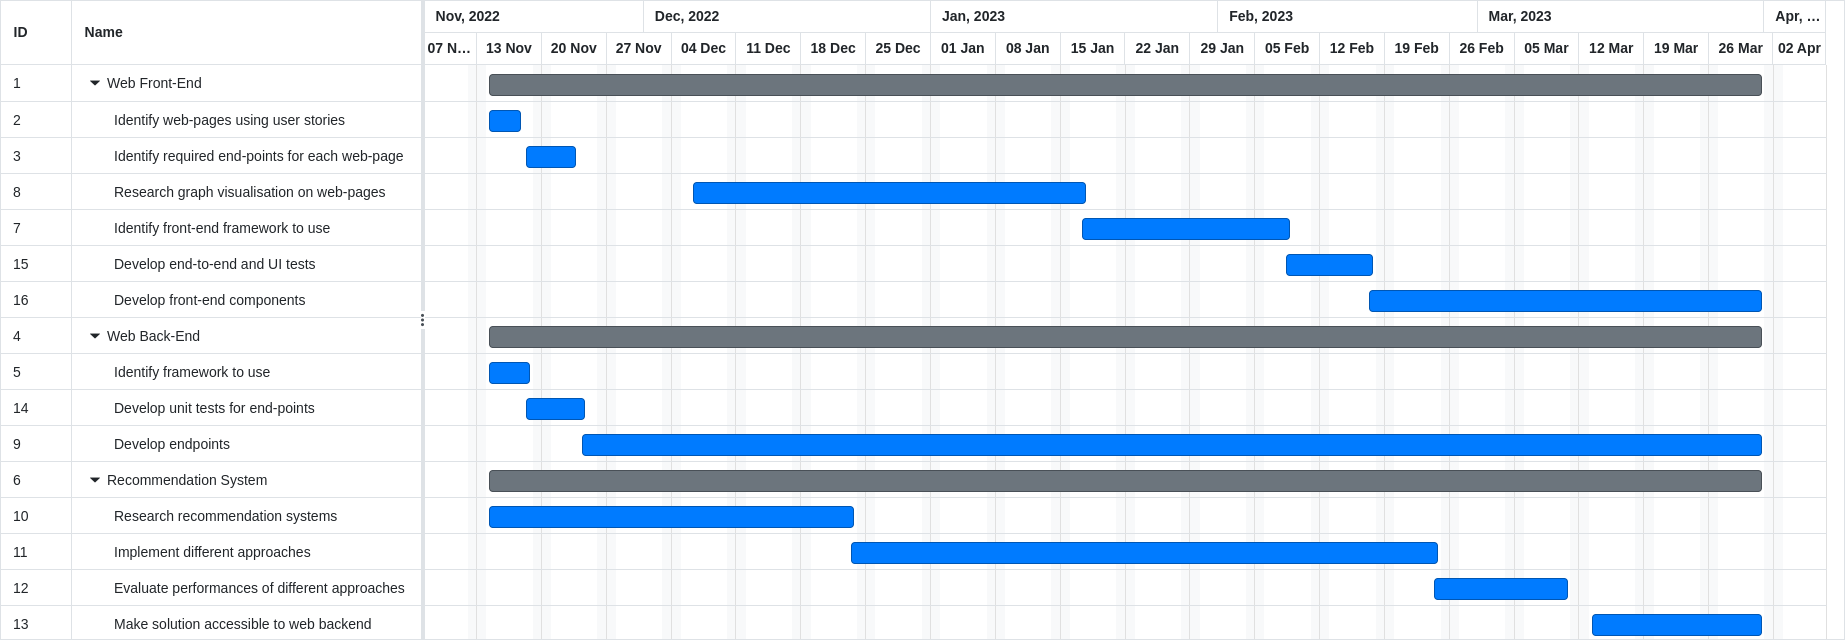 ID Name Nov, 2022 Dec, 2022 Jan, 2023 Feb, 2023 Mar, 2023 Apr, ...
07 N... 13 Nov 20 Nov 27 Nov 04 Dec 11 Dec 18 Dec 25 Dec 01 Jan 08 Jan 15 Jan 22 Jan 29 Jan 05 Feb 12 Feb 19 Feb 26 Feb 05 Mar 12 Mar 19 Mar 26 Mar 02 Apr
1 Web Front-End
2 Identify web-pages using user stories
3 Identify required end-points for each web-page
8 Research graph visualisation on web-pages
7 Identify front-end framework to use
15 Develop end-to-end and UI tests
16 Develop front-end components
4 Web Back-End
5 Identify framework to use
14 Develop unit tests for end-points
9 Develop endpoints
6 Recommendation System
10 Research recommendation systems
11 Implement different approaches
12 Evaluate performances of different approaches
13 Make solution accessible to web backend